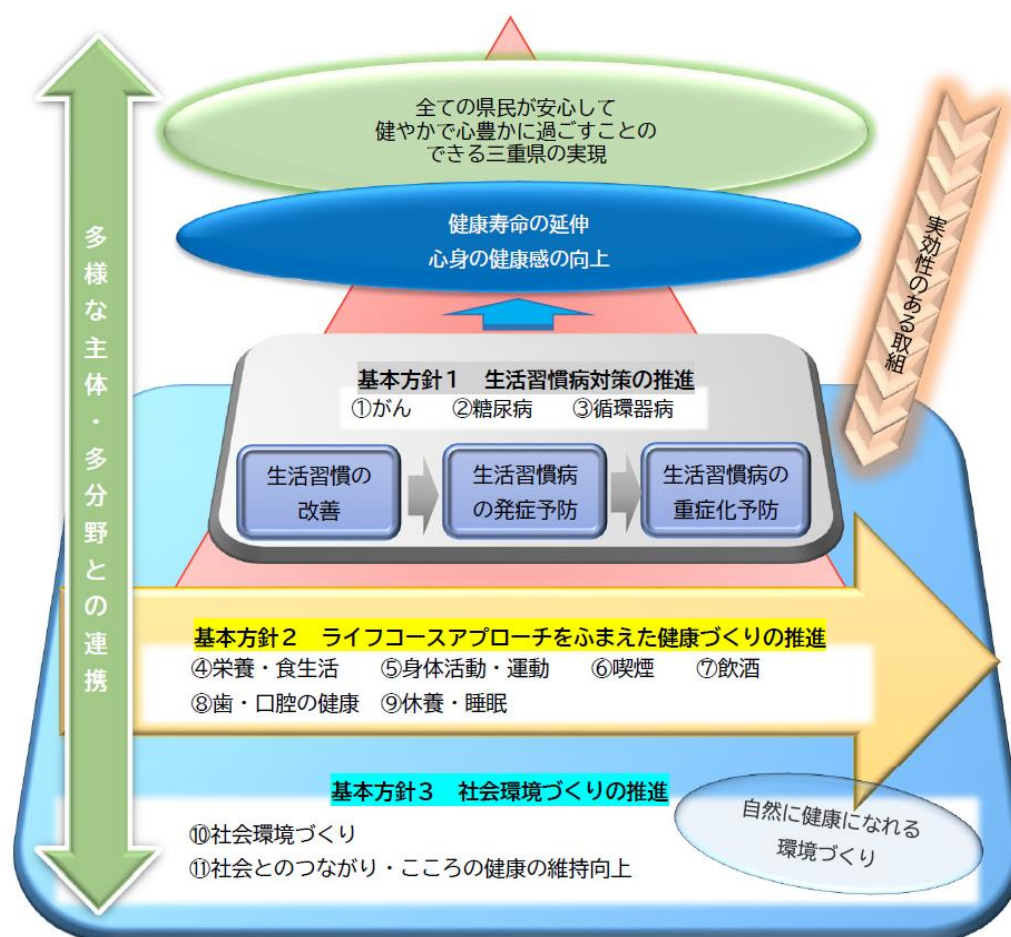 全ての県民が安心して
健やかで心豊かに過ごすことの
できる三重県の実現
健康寿命の延伸
心身の健康感の向上
多様な主体・多分野との連携
実効性のある取組
基本方針１　生活習慣病対策の推進
①がん　②糖尿病　③循環器病
生活習慣の
改善
生活習慣病
の発症予防
生活習慣病の
重症化予防
基本方針２　ライフコースアプローチをふまえた健康づくりの推進
④栄養・食生活　⑤身体活動・運動　⑥喫煙　⑦飲酒
⑧歯・口腔の健康　⑨休養・睡眠
基本方針３　社会環境づくりの推進
⑩社会環境づくり
⑪社会とのつながり・こころの健康の維持向上
自然に健康になれる
環境づくり